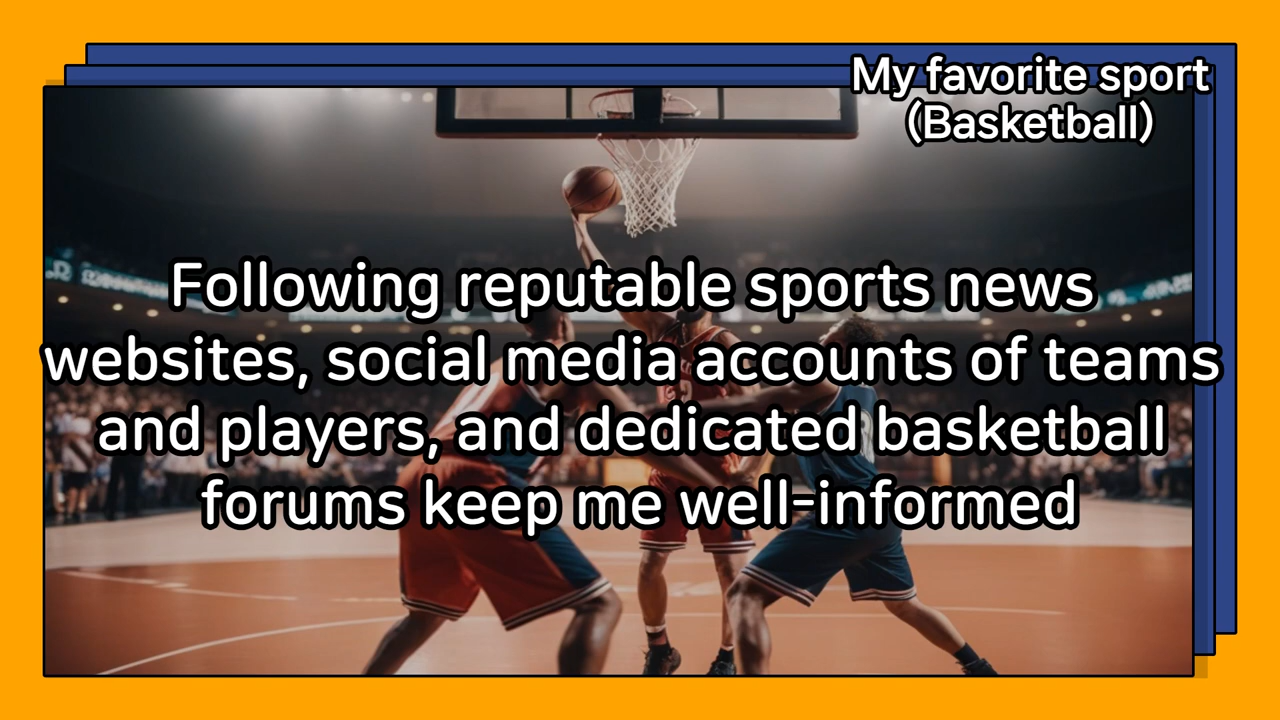 My favorite sport
(Basketball)
Following reputable sports news
websites, social media accounts of teams
and players, and dedicated basketball
forums keep me well-informed